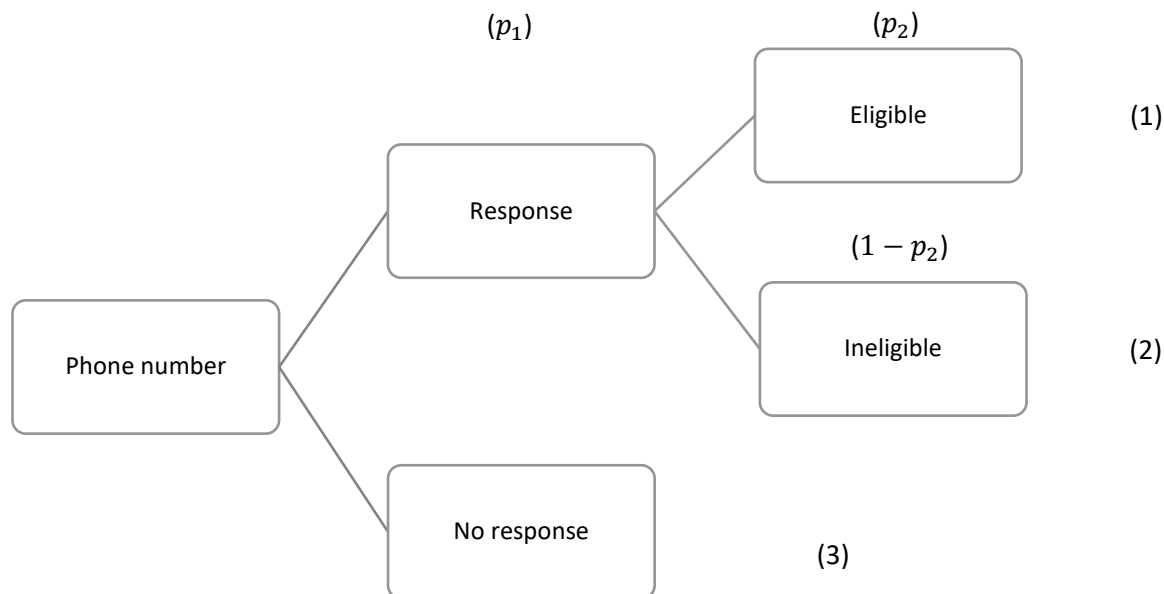 (p₁)
(p₂)
Eligible
(1)
Response
(1 − p₂)
Ineligible
(2)
Phone number
No response
(3)